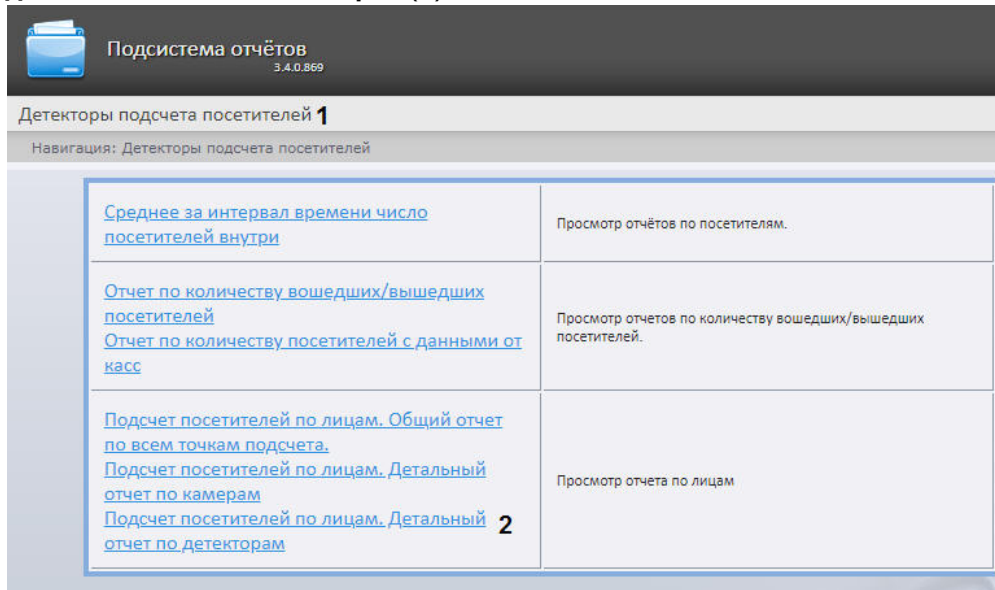 Подсистема отчётов
3.4.0.869
Детекторы подсчета посетителей 1
Навигация: Детекторы подсчета посетителей
Среднее за интервал времени число
посетителей внутри
Просмотр отчётов по посетителям.
Отчет по количеству вошедших/вышедших
посетителей
Отчет по количеству посетителей с данными от
касс
Просмотр отчетов по количеству вошедших/вышедших
посетителей.
Подсчет посетителей по лицам. Общий отчет
по всем точкам подсчета.
Подсчет посетителей по лицам. Детальный
отчет по камерам
Подсчет посетителей по лицам. Детальный 2
отчет по детекторам
Просмотр отчета по лицам